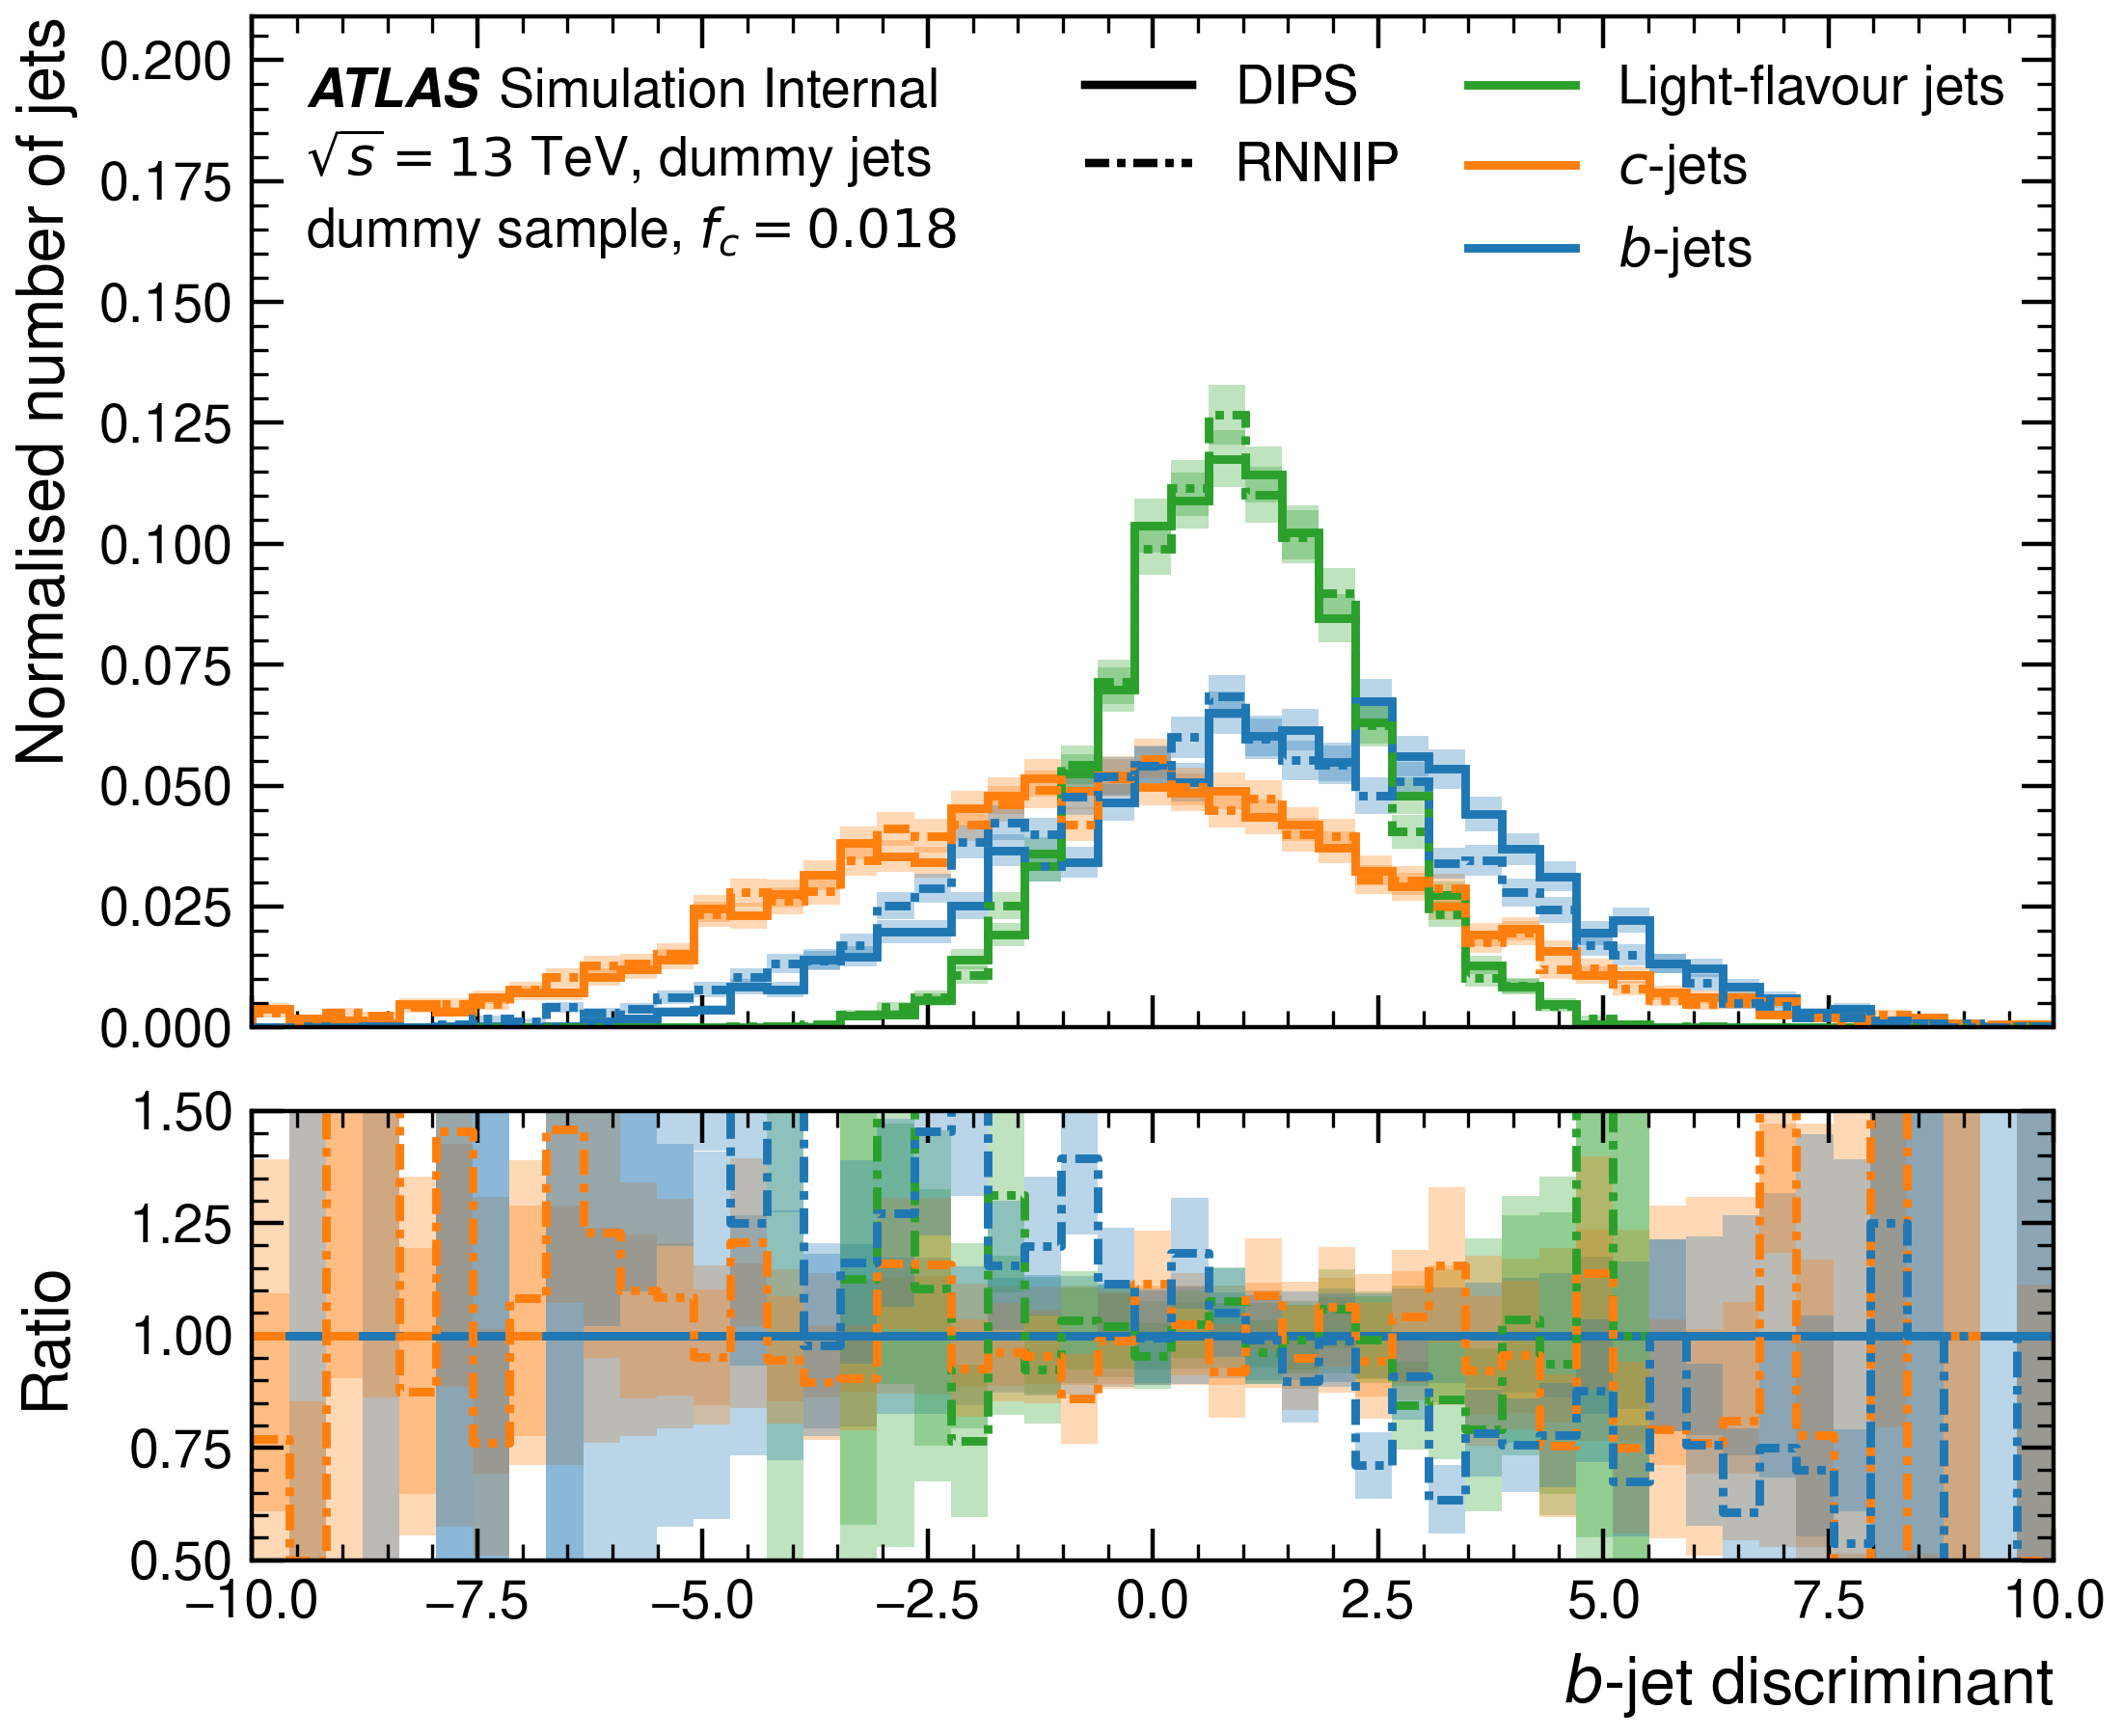 Normalised number of jets
0.200
0.175
0.150
0.125
0.100
0.075
0.050
0.025
0.000
ATLAS Simulation Internal
√s = 13 TeV, dummy jets
dummy sample, f_c = 0.018
DIPS
RNNIP
Light-flavour jets
c-jets
b-jets
Ratio
1.50
1.25
1.00
0.75
0.50
−10.0 −7.5 −5.0 −2.5 0.0 2.5 5.0 7.5 10.0
b-jet discriminant